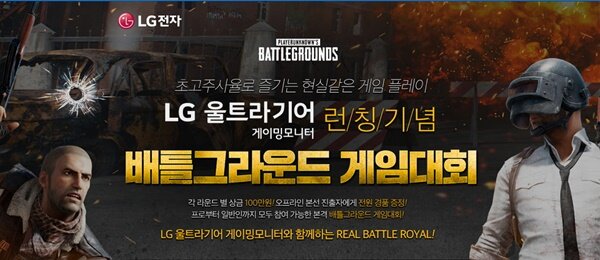 LG전자
PLAYERUNKNOWN'S
BATTLEGROUNDS
초고주사율로 즐기는 현실같은 게임 플레이
LG 울트라기어
게이밍모니터
런/칭/기/념
배틀그라운드 게임대회
각 라운드 별 상금 100만원! 오프라인 본선 진출자에게 전원 경품 증정!
프로부터 일반인까지 모두 참여 가능한 본격 배틀그라운드 게임대회!
LG 울트라기어 게이밍모니터와 함께하는 REAL BATTLE ROYAL!